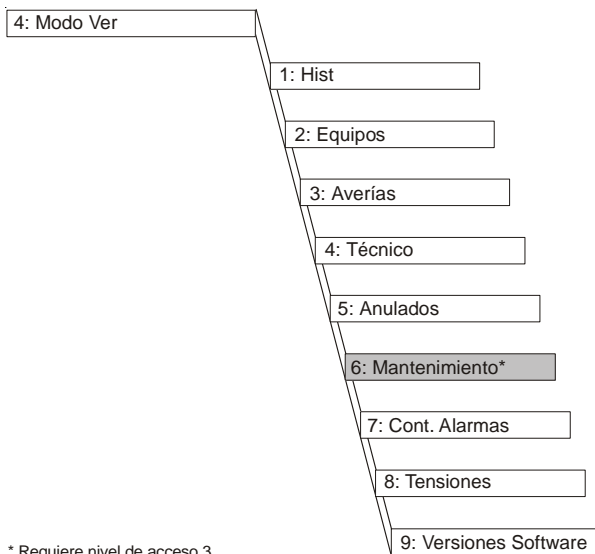 4: Modo Ver
1: Hist
2: Equipos
3: Averías
4: Técnico
5: Anulados
6: Mantenimiento*
7: Cont. Alarmas
8: Tensiones
9: Versiones Software
* Requiere nivel de acceso 3